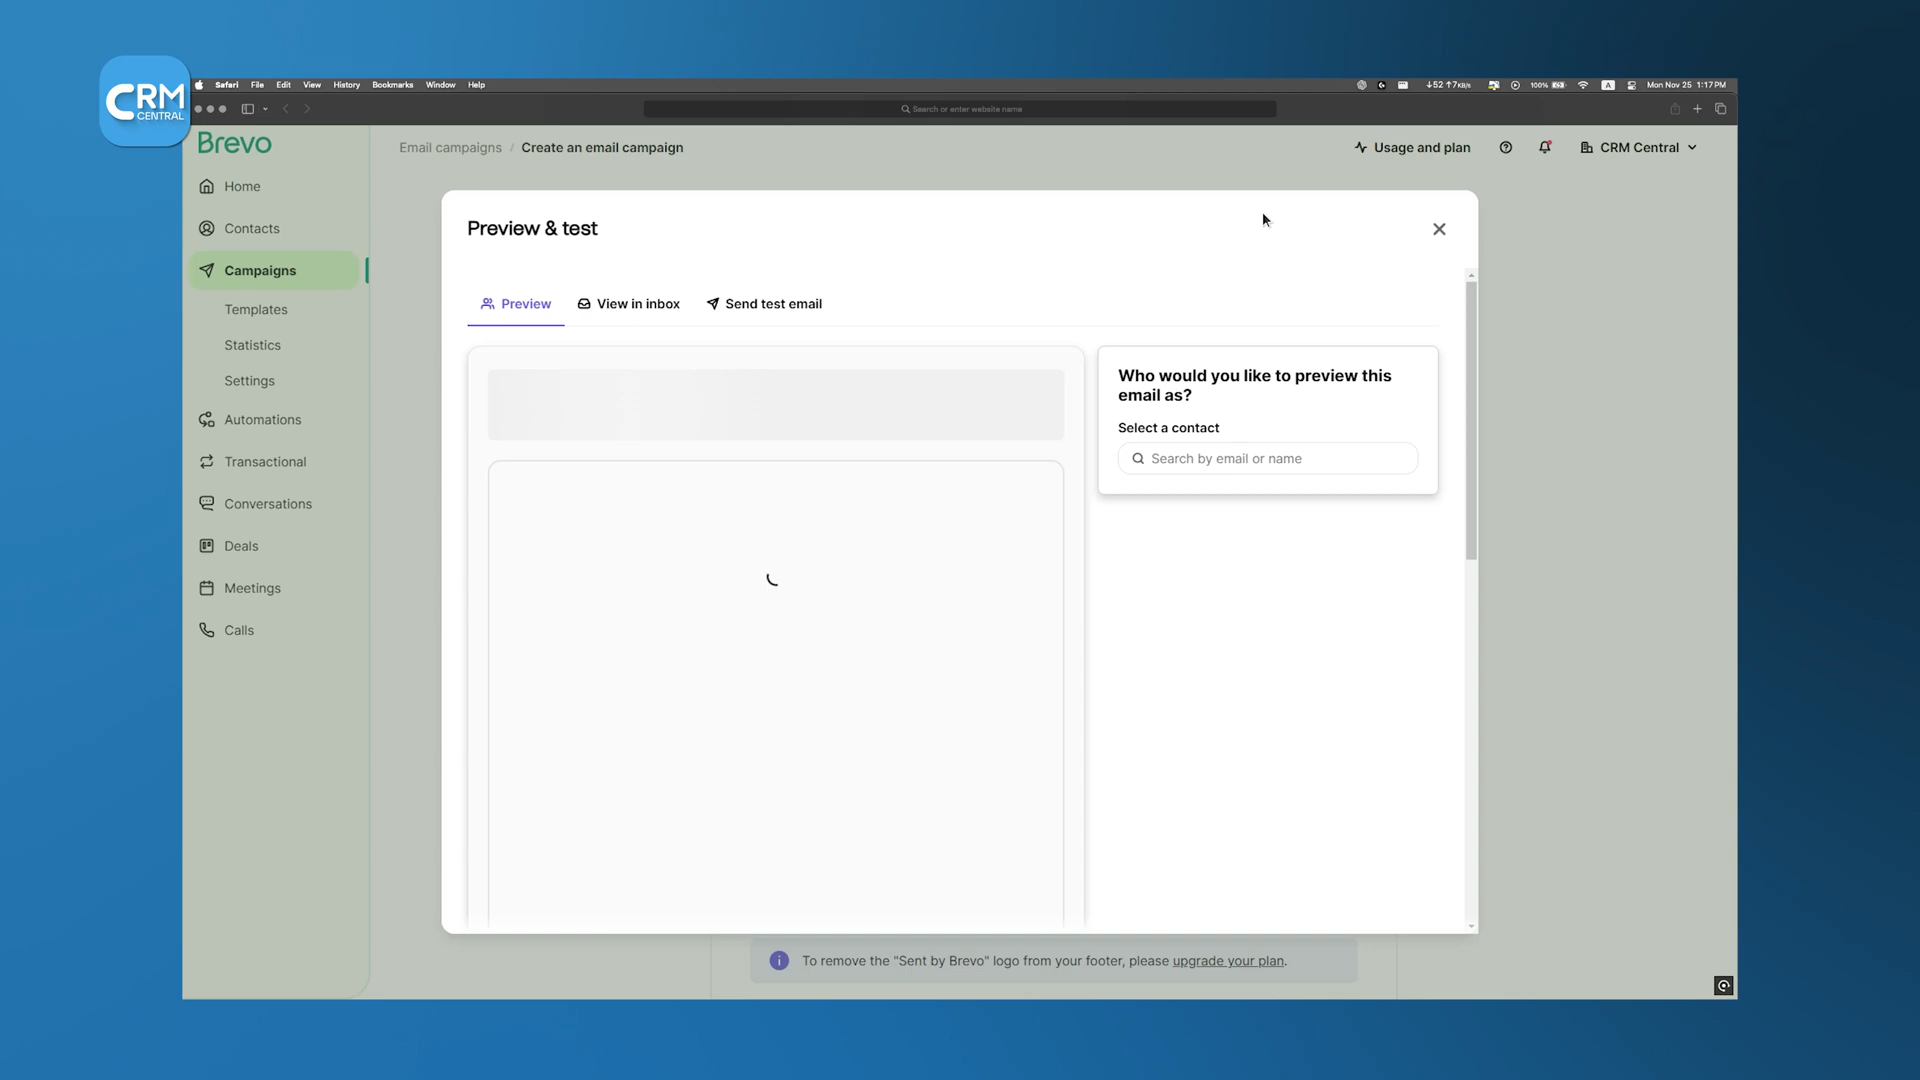 CRM
CENTRAL
Safari File Edit View History Bookmarks Window Help
↓52 ↑7KB/s 100% A Mon Nov 25 1:17PM
Search or enter website name
Brevo
Email campaigns / Create an email campaign
Usage and plan
CRM Central
Home
Contacts
Campaigns
Templates
Statistics
Settings
Automations
Transactional
Conversations
Deals
Meetings
Calls
Preview & test
Preview
View in inbox
Send test email
Who would you like to preview this
email as?
Select a contact
Search by email or name
To remove the "Sent by Brevo" logo from your footer, please upgrade your plan.